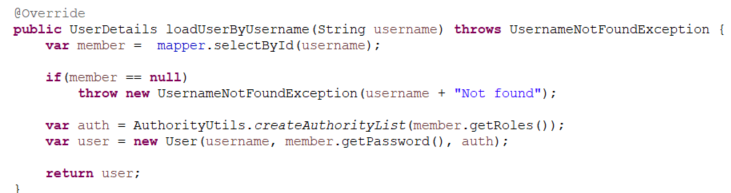 @Override
public UserDetails loadUserByUsername(String username) throws UsernameNotFoundException {
    var member =  mapper.selectById(username);

    if(member == null)
        throw new UsernameNotFoundException(username + "Not found");

    var auth = AuthorityUtils.createAuthorityList(member.getRoles());
    var user = new User(username, member.getPassword(), auth);

    return user;
}